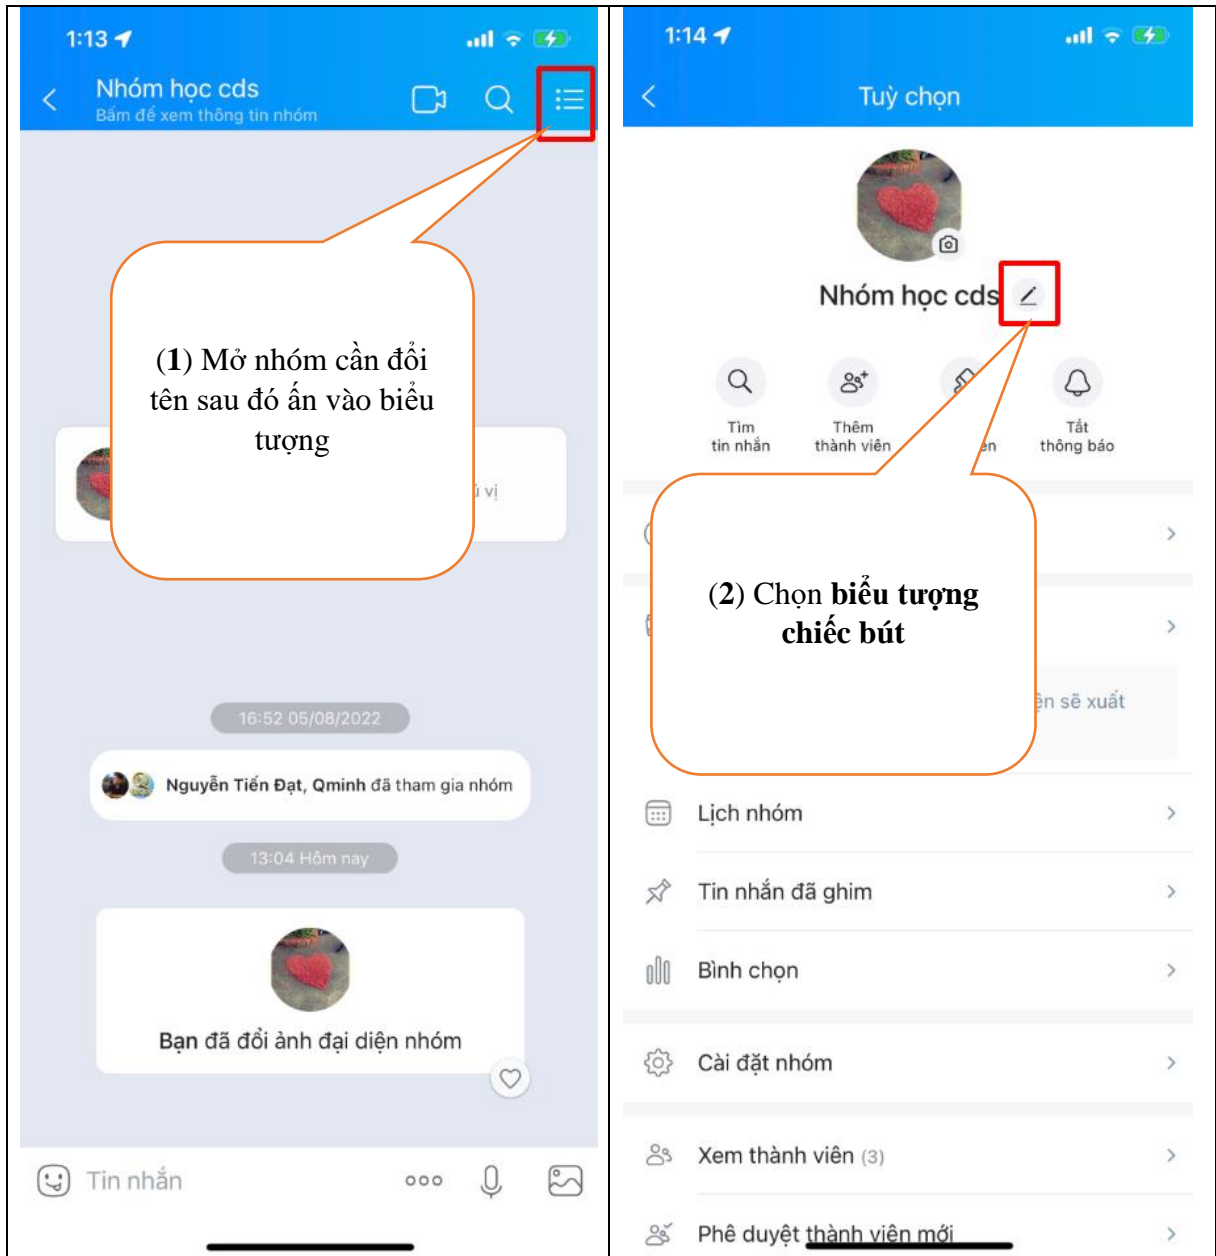 1:13
Nhóm học cds
Bấm để xem thông tin nhóm
(1) Mở nhóm cần đổi
tên sau đó ấn vào biểu
tượng
vị
16:52 05/08/2022
Nguyễn Tiến Đạt, Qminh đã tham gia nhóm
13:04 Hôm nay
Bạn đã đổi ảnh đại diện nhóm
Tin nhắn
1:14
Tuỳ chọn
Nhóm học cds
Tìm
tin nhắn
Thêm
thành viên
Tắt
thông báo
(2) Chọn biểu tượng
chiếc bút
sẽ xuất
Lịch nhóm
Tin nhắn đã ghim
Bình chọn
Cài đặt nhóm
Xem thành viên (3)
Phê duyệt thành viên mới